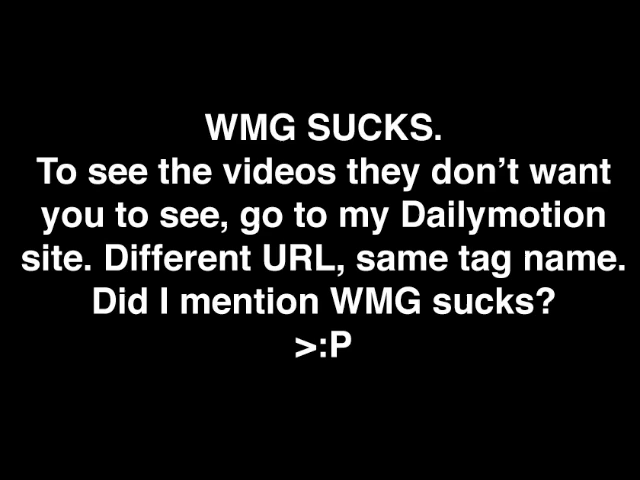 WMG SUCKS.
To see the videos they don’t want
you to see, go to my Dailymotion
site. Different URL, same tag name.
Did I mention WMG sucks?
>:P